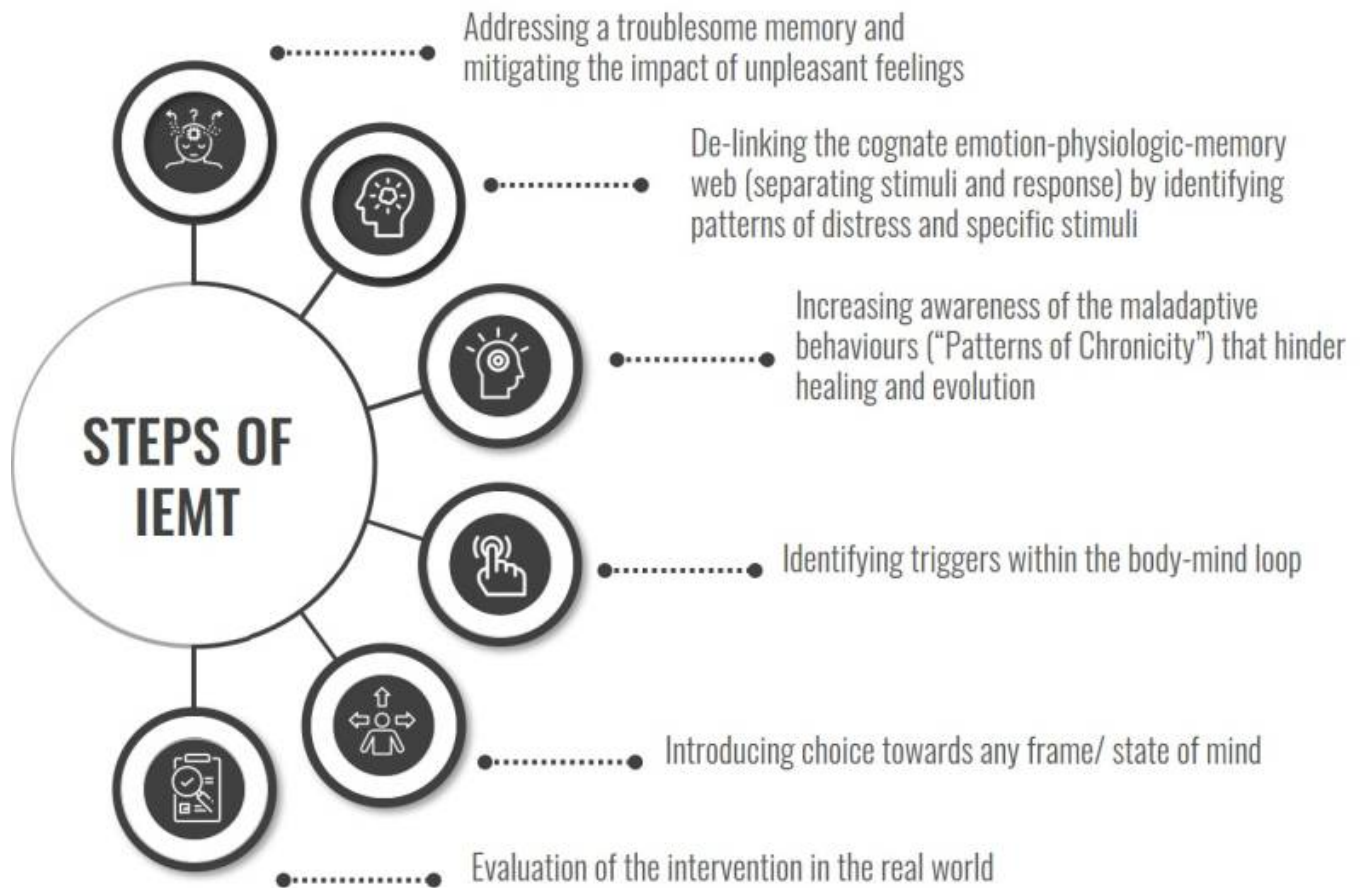 Addressing a troublesome memory and
mitigating the impact of unpleasant feelings
De-linking the cognate emotion-physiologic-memory
web (separating stimuli and response) by identifying
patterns of distress and specific stimuli
Increasing awareness of the maladaptive
behaviours (“Patterns of Chronicity”) that hinder
healing and evolution
STEPS OF
IEMT
Identifying triggers within the body-mind loop
Introducing choice towards any frame/ state of mind
Evaluation of the intervention in the real world